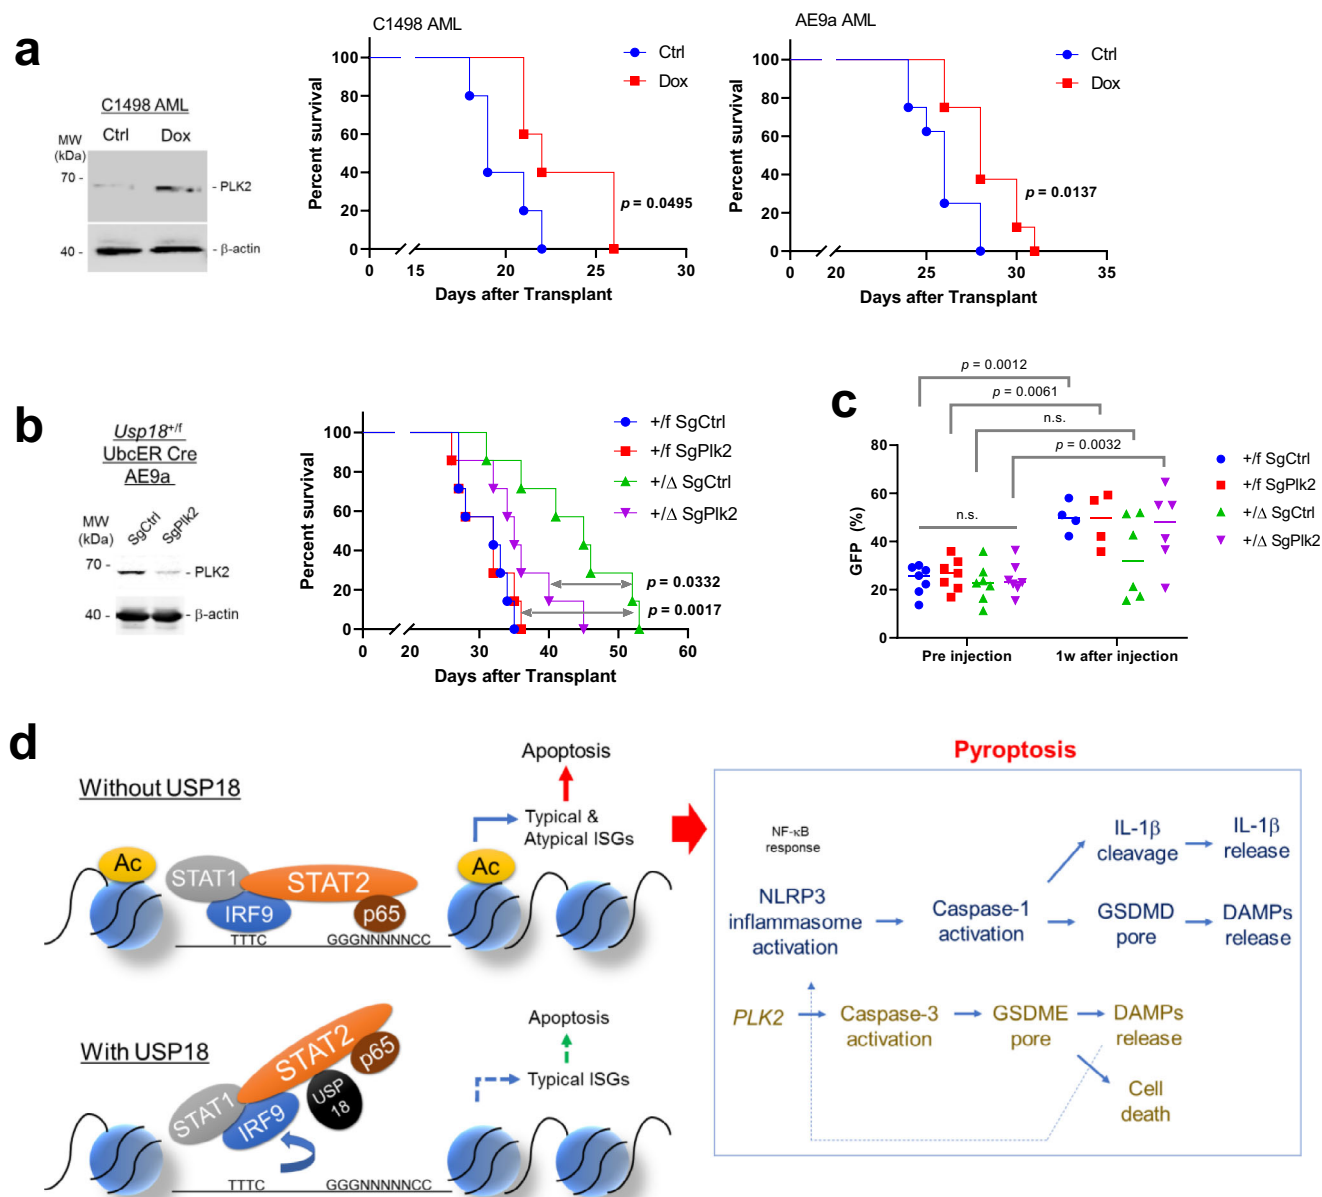 a
C1498 AML
Ctrl Dox
MW
(kDa)
70 -
- PLK2
40 -
- β-actin
C1498 AML
Percent survival
100
80
60
40
20
0
0 15 20 25 30
Days after Transplant
Ctrl
Dox
p = 0.0495
AE9a AML
Percent survival
100
80
60
40
20
0
0 20 25 30 35
Days after Transplant
Ctrl
Dox
p = 0.0137
b
Usp18+/f
UbcER Cre
AE9a
MW
(kDa)
SgCtrl SgPlk2
70 -
- PLK2
40 -
- β-actin
Percent survival
100
80
60
40
20
0
0 20 30 40 50 60
Days after Transplant
+/f SgCtrl
+/f SgPlk2
+/Δ SgCtrl
+/Δ SgPlk2
p = 0.0332
p = 0.0017
c
p = 0.0012
p = 0.0061
n.s.
p = 0.0032
n.s.
GFP (%)
80
60
40
20
0
Pre injection 1w after injection
+/f SgCtrl
+/f SgPlk2
+/Δ SgCtrl
+/Δ SgPlk2
d
Without USP18
Ac
STAT1
STAT2
IRF9
p65
TTTC GGGNNNNNCC
Ac
Apoptosis
Typical &
Atypical ISGs
With USP18
STAT1
STAT2
IRF9
USP
18
p65
TTTC GGGNNNNNCC
Apoptosis
Typical ISGs
Pyroptosis
NF-κB
response
NLRP3
inflammasome
activation
Caspase-1
activation
IL-1β
cleavage
IL-1β
release
GSDMD
pore
DAMPs
release
PLK2
Caspase-3
activation
GSDME
pore
DAMPs
release
Cell
death